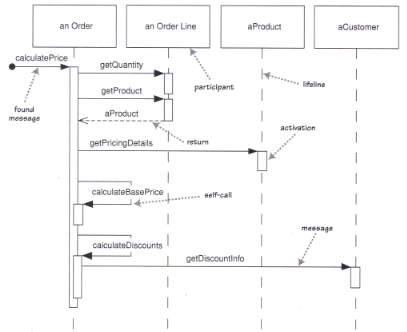 an Order
an Order Line
aProduct
aCustomer
calculatePrice
getQuantity
getProduct
participant
lifeline
found
message
aProduct
return
activation
getPricingDetails
calculateBasePrice
self-call
message
calculateDiscounts
getDiscountInfo